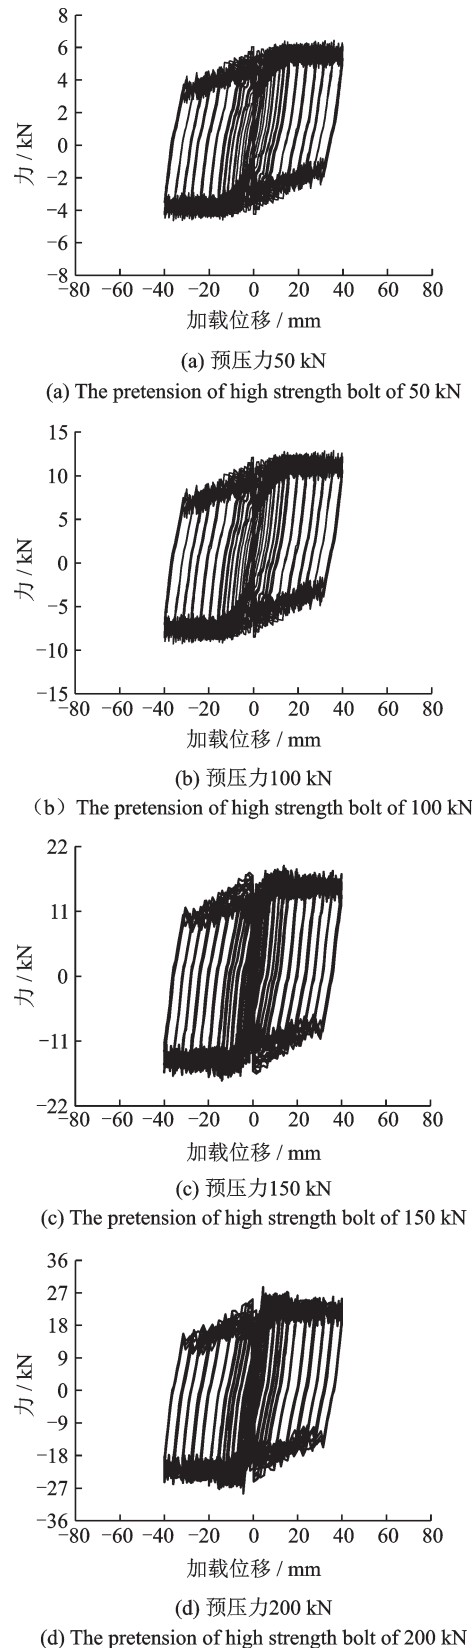 8
6
4
2
0
−2
−4
−6
−8
力 / kN
−80 −60 −40 −20 0 20 40 60 80
加载位移 / mm
(a) 预压力50 kN
(a) The pretension of high strength bolt of 50 kN
15
10
5
0
−5
−10
−15
力 / kN
−80 −60 −40 −20 0 20 40 60 80
加载位移 / mm
(b) 预压力100 kN
（b）The pretension of high strength bolt of 100 kN
22
11
0
−11
−22
力 / kN
−80 −60 −40 −20 0 20 40 60 80
加载位移 / mm
(c) 预压力150 kN
(c) The pretension of high strength bolt of 150 kN
36
27
18
9
0
−9
−18
−27
−36
力 / kN
−80 −60 −40 −20 0 20 40 60 80
加载位移 / mm
(d) 预压力200 kN
(d) The pretension of high strength bolt of 200 kN